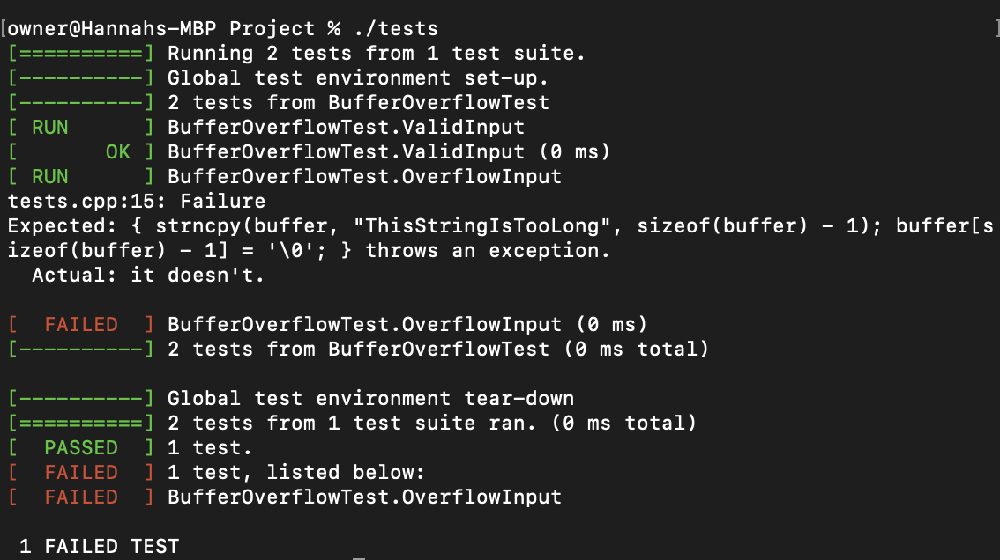 [owner@Hannahs-MBP Project % ./tests ]
[==========] Running 2 tests from 1 test suite.
[----------] Global test environment set-up.
[----------] 2 tests from BufferOverflowTest
[ RUN      ] BufferOverflowTest.ValidInput
[       OK ] BufferOverflowTest.ValidInput (0 ms)
[ RUN      ] BufferOverflowTest.OverflowInput
tests.cpp:15: Failure
Expected: { strncpy(buffer, "ThisStringIsTooLong", sizeof(buffer) - 1); buffer[s
izeof(buffer) - 1] = '\0'; } throws an exception.
  Actual: it doesn't.
[  FAILED  ] BufferOverflowTest.OverflowInput (0 ms)
[----------] 2 tests from BufferOverflowTest (0 ms total)
[----------] Global test environment tear-down
[==========] 2 tests from 1 test suite ran. (0 ms total)
[  PASSED  ] 1 test.
[  FAILED  ] 1 test, listed below:
[  FAILED  ] BufferOverflowTest.OverflowInput
 1 FAILED TEST